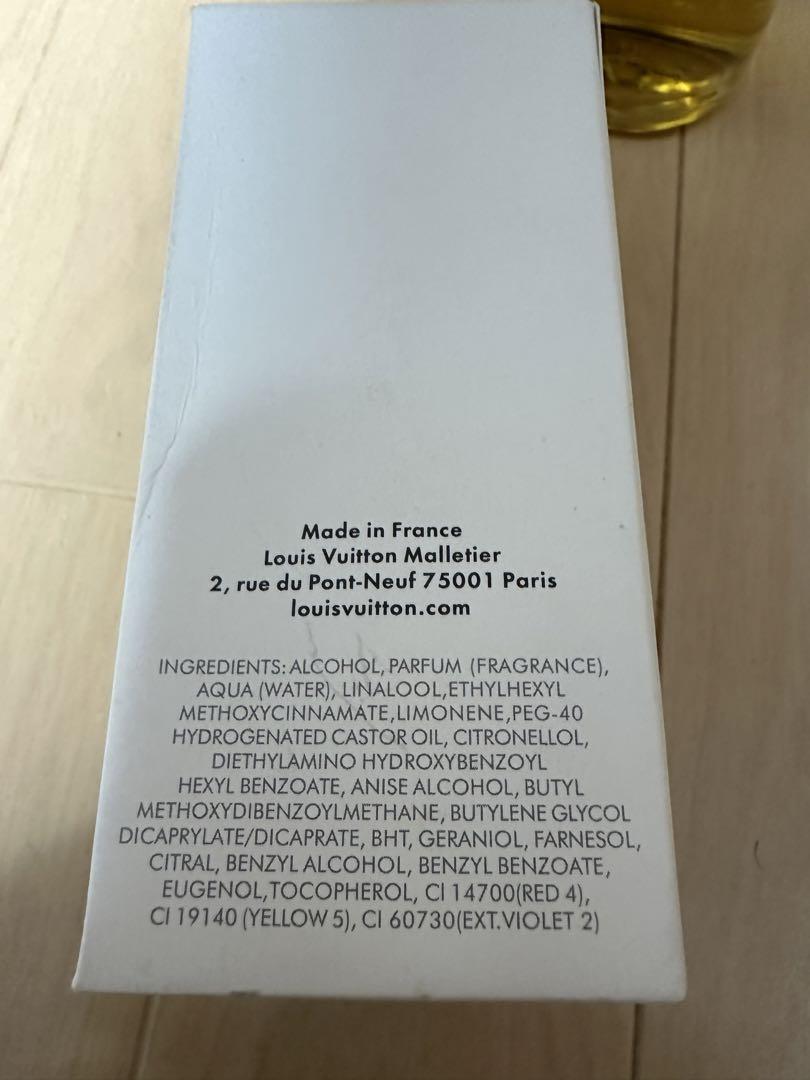 Made in France
Louis Vuitton Malletier
2, rue du Pont-Neuf 75001 Paris
louisvuitton.com
INGREDIENTS: ALCOHOL, PARFUM (FRAGRANCE),
AQUA (WATER), LINALOOL,ETHYLHEXYL
METHOXYCINNAMATE,LIMONENE,PEG-40
HYDROGENATED CASTOR OIL, CITRONELLOL,
DIETHYLAMINO HYDROXYBENZOYL
HEXYL BENZOATE, ANISE ALCOHOL, BUTYL
METHOXYDIBENZOYLMETHANE, BUTYLENE GLYCOL
DICAPRYLATE/DICAPRATE, BHT, GERANIOL, FARNESOL,
CITRAL, BENZYL ALCOHOL, BENZYL BENZOATE,
EUGENOL,TOCOPHEROL, CI 14700(RED 4),
CI 19140 (YELLOW 5), CI 60730(EXT.VIOLET 2)